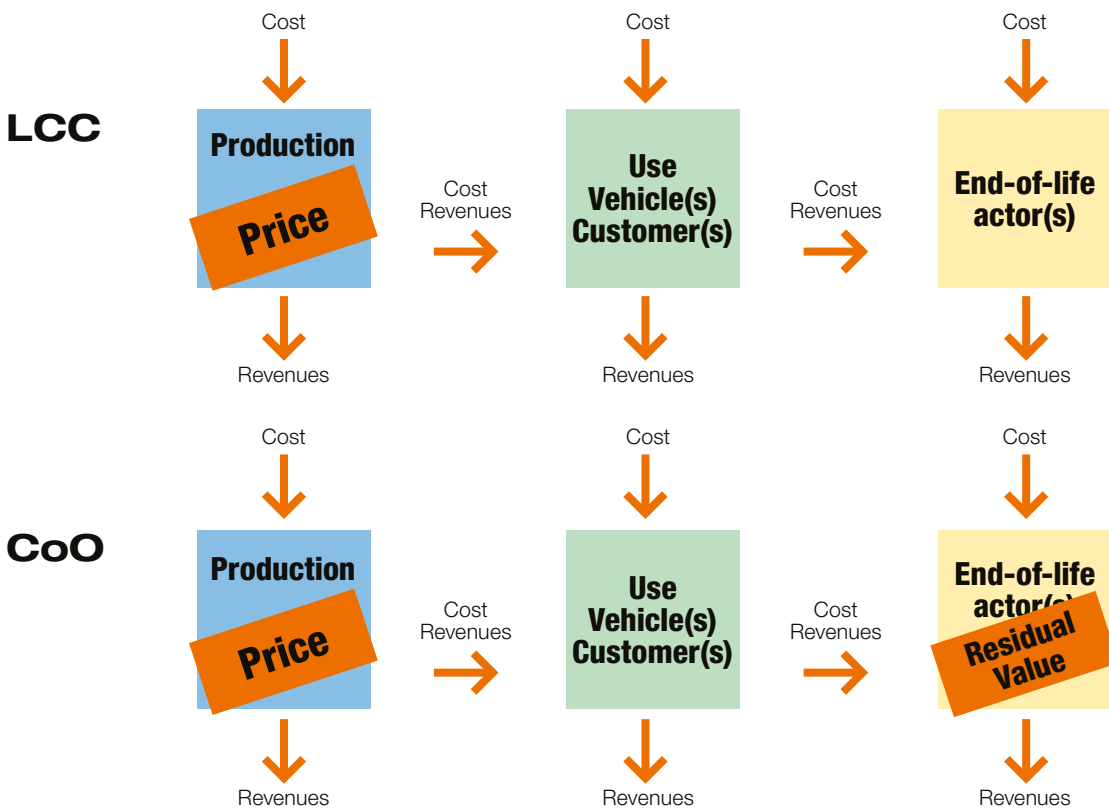 Cost
Cost
Cost
LCC
Production
Price
Cost
Revenues
Use
Vehicle(s)
Customer(s)
Cost
Revenues
End-of-life
actor(s)
Revenues
Revenues
Revenues
Cost
Cost
Cost
CoO
Production
Price
Cost
Revenues
Use
Vehicle(s)
Customer(s)
Cost
Revenues
End-of-life
actor(s)
Residual
Value
Revenues
Revenues
Revenues